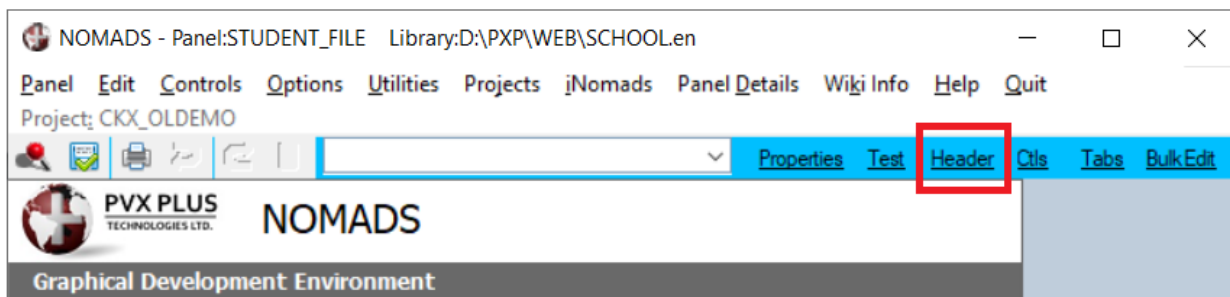 NOMADS - Panel:STUDENT_FILE Library:D:\PXP\WEB\SCHOOL.en
Panel Edit Controls Options Utilities Projects iNomads Panel Details Wiki Info Help Quit
Project: CKX_OLDEMO
Properties Test Header Ctls Tabs Bulk Edit
PVX PLUS
TECHNOLOGIES LTD.
NOMADS
Graphical Development Environment